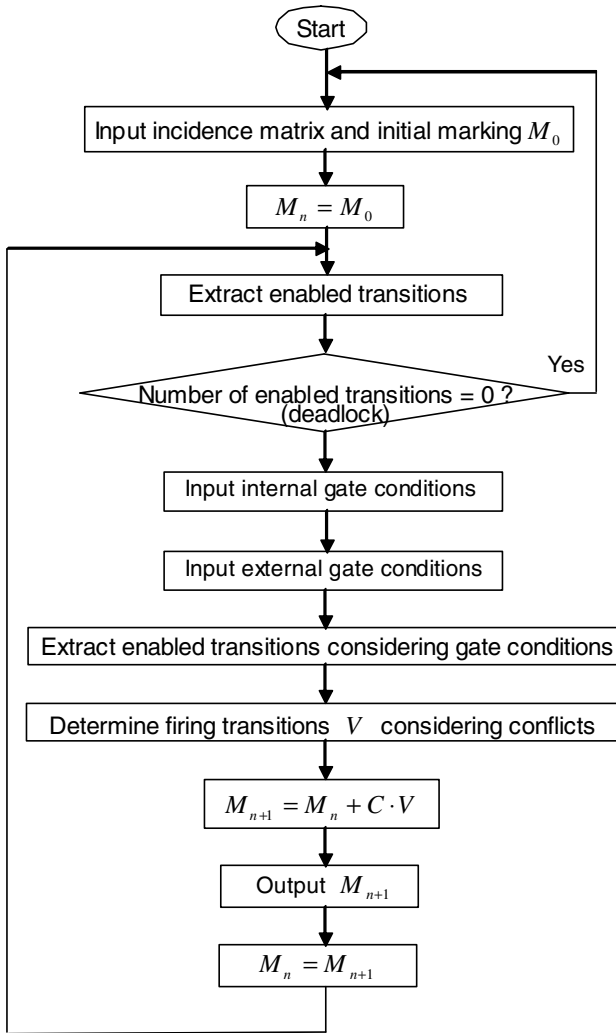 Start
Input incidence matrix and initial marking M₀
Mₙ = M₀
Extract enabled transitions
Yes
Number of enabled transitions = 0 ?
(deadlock)
Input internal gate conditions
Input external gate conditions
Extract enabled transitions considering gate conditions
Determine firing transitions V considering conflicts
Mₙ₊₁ = Mₙ + C · V
Output Mₙ₊₁
Mₙ = Mₙ₊₁